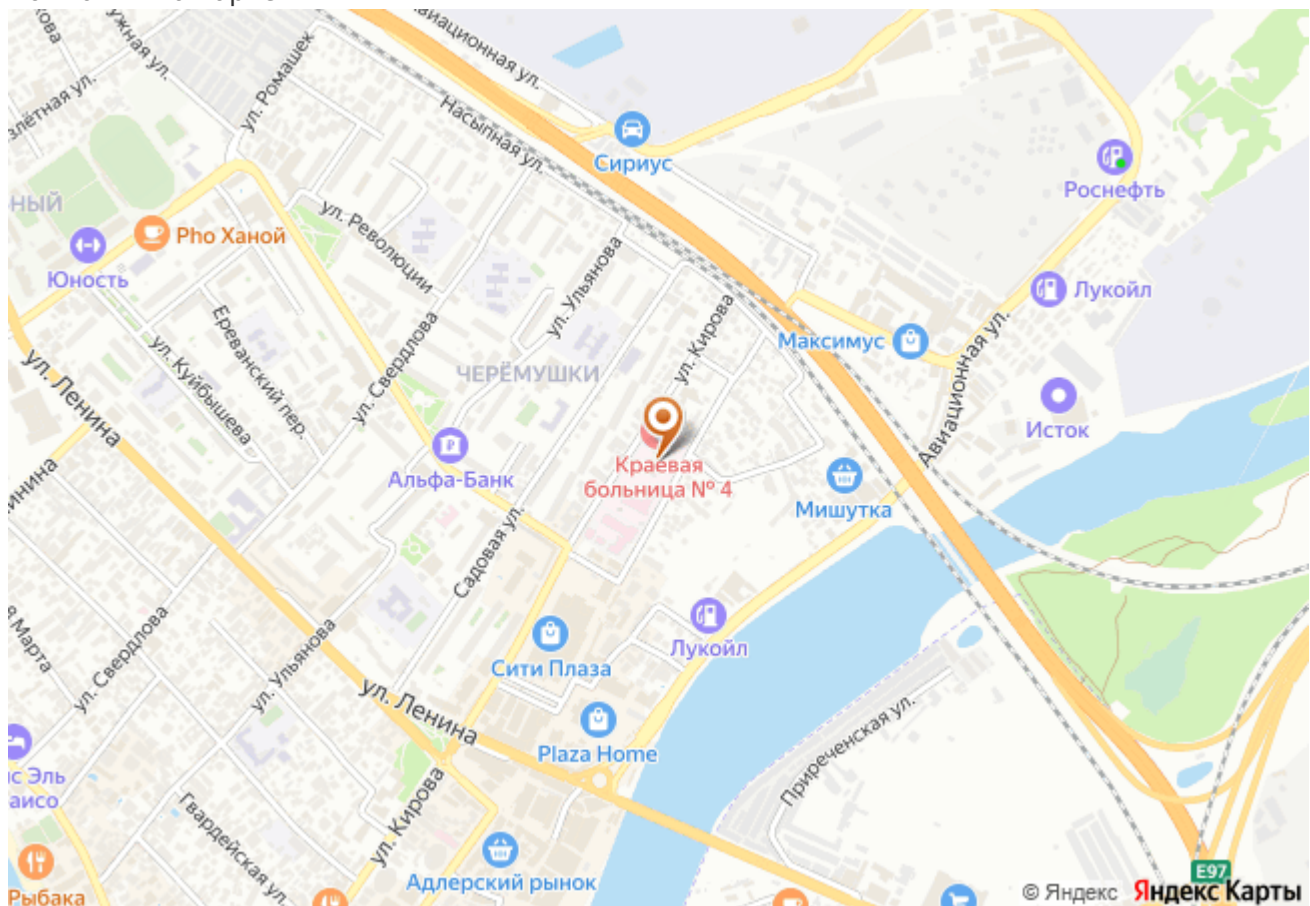 Авиационная ул.
ул. Ромашек
Насыпная ул.
Сириус
Роснефть
Pho Ханой
ул. Революции
Юность
ул. Ульянова
Лукойл
Ереванский пер.
ул. Кирова
Максимус
ул. Куйбышева
ул. Свердлова
ЧЕРЁМУШКИ
Авиационная ул.
ул. Ленина
Исток
Альфа-Банк
Краевая
больница № 4
Мишутка
Садовая ул.
ул. Свердлова
ул. Ульянова
Лукойл
Сити Плаза
ул. Ленина
Plaza Home
Приреченская ул.
Гвардейская ул.
ул. Кирова
Адлерский рынок
Рыбака
E97
© Яндекс Яндекс Карты